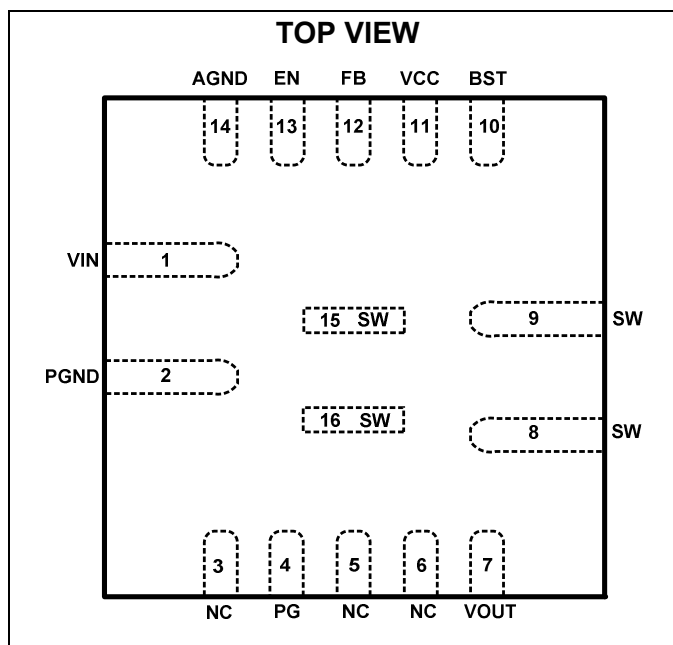 TOP VIEW
AGND EN FB VCC BST
14 13 12 11 10
VIN 1
15 SW 9 SW
PGND 2
16 SW 8 SW
3 4 5 6 7
NC PG NC NC VOUT